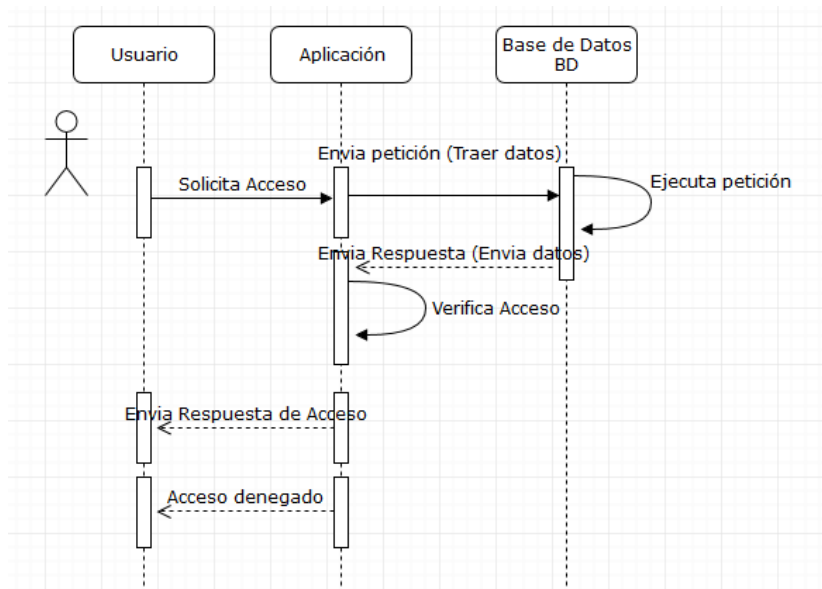 Usuario
Aplicación
Base de Datos
BD
Envia petición (Traer datos)
Solicita Acceso
Ejecuta petición
Envia Respuesta (Envia datos)
Verifica Acceso
Envia Respuesta de Acceso
Acceso denegado